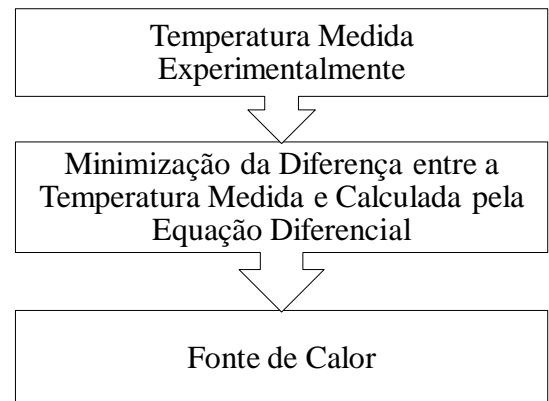 Temperatura Medida
Experimentalmente
Minimização da Diferença entre a
Temperatura Medida e Calculada pela
Equação Diferencial
Fonte de Calor